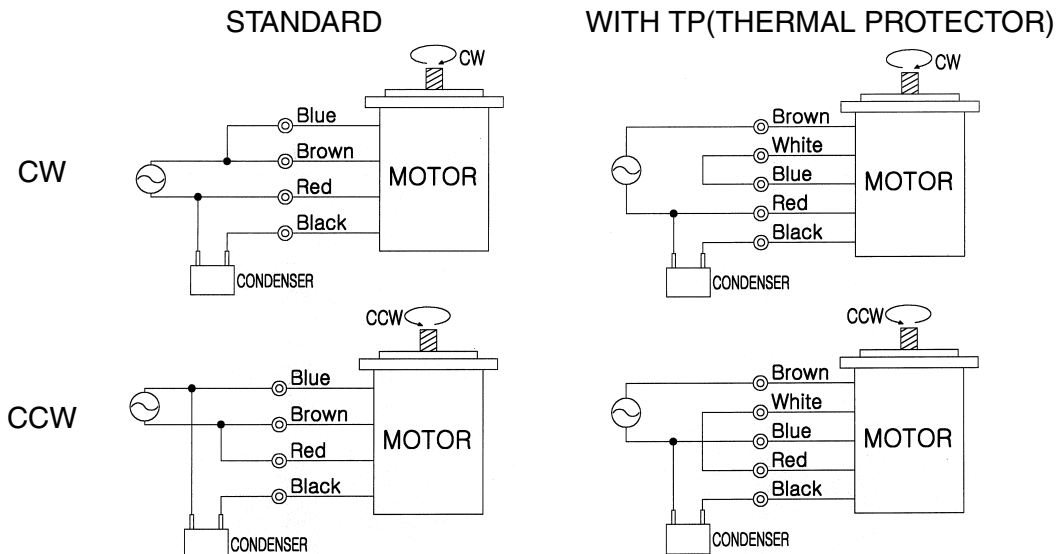 STANDARD
WITH TP(THERMAL PROTECTOR)
CW
CW
Blue
Brown
Red
Black
MOTOR
CONDENSER
CW
Brown
White
Blue
Red
Black
MOTOR
CONDENSER
CCW
CCW
Blue
Brown
Red
Black
MOTOR
CONDENSER
CCW
Brown
White
Blue
Red
Black
MOTOR
CONDENSER